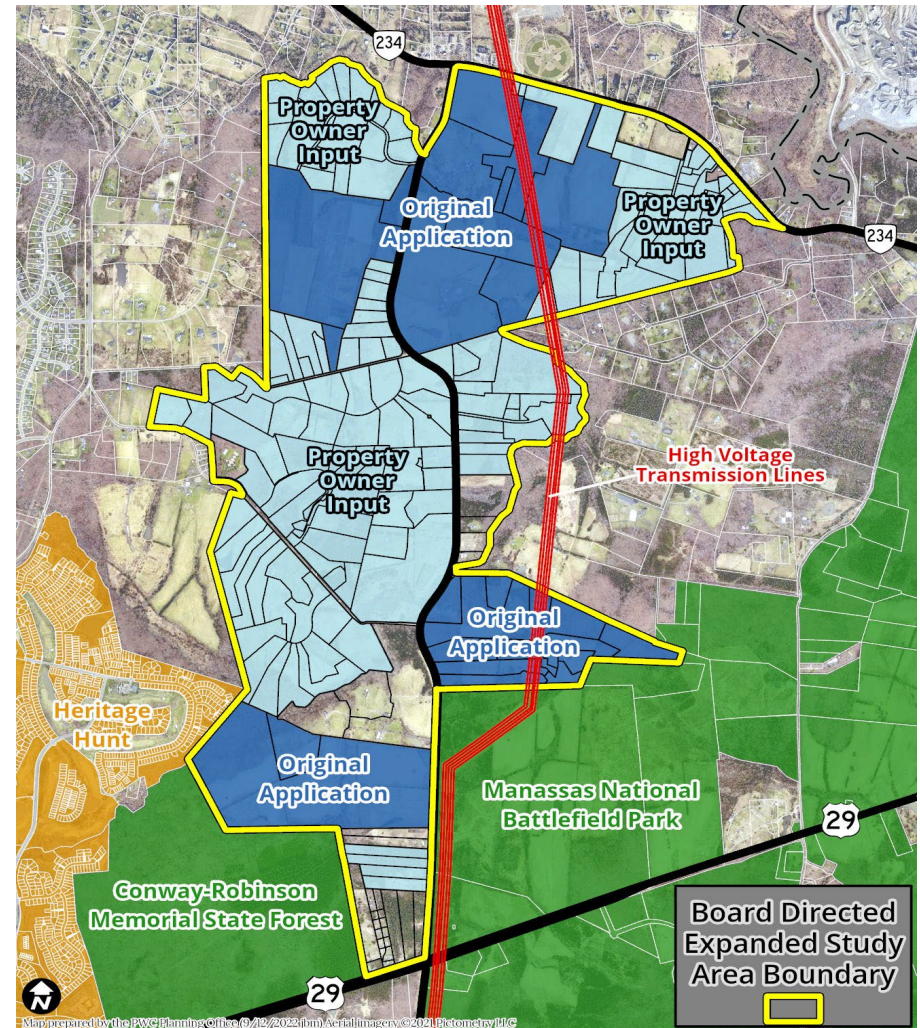 234
Property
Owner
Input
Original
Application
Property
Owner
Input
234
Property
Owner
Input
High Voltage
Transmission Lines
Original
Application
Heritage
Hunt
Original
Application
Manassas National
Battlefield Park
29
Conway-Robinson
Memorial State Forest
29
Board Directed
Expanded Study
Area Boundary
N
Map prepared by the PWC Planning Office (9/12/2022 jbm) Aerial imagery ©2021 Pictometry LLC